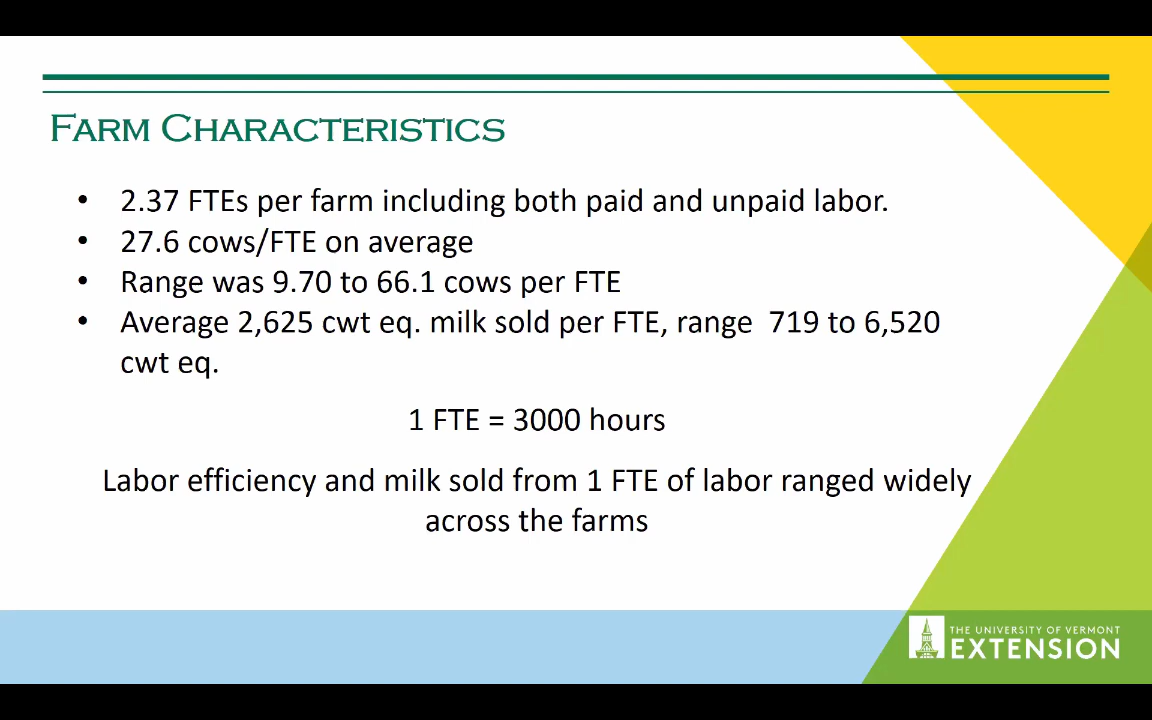 Farm Characteristics
• 2.37 FTEs per farm including both paid and unpaid labor.
• 27.6 cows/FTE on average
• Range was 9.70 to 66.1 cows per FTE
• Average 2,625 cwt eq. milk sold per FTE, range  719 to 6,520
cwt eq.
1 FTE = 3000 hours
Labor efficiency and milk sold from 1 FTE of labor ranged widely
across the farms
THE UNIVERSITY OF VERMONT
EXTENSION